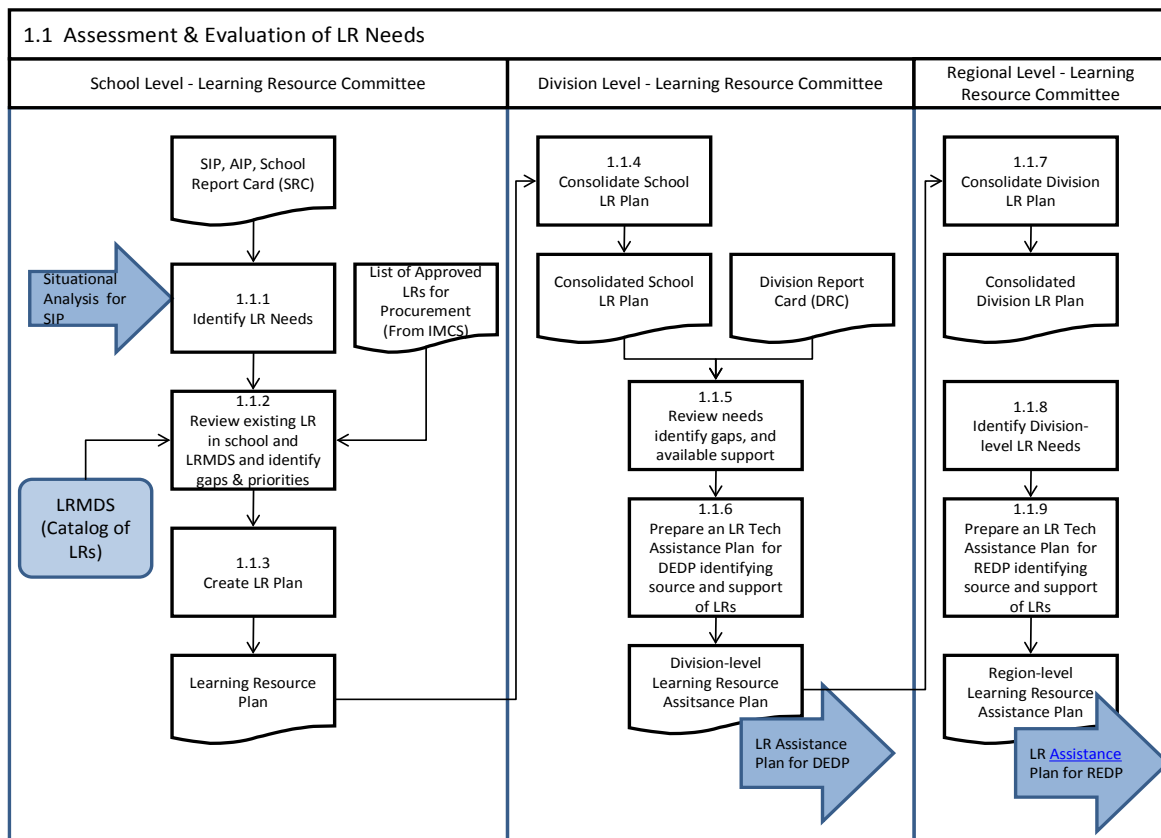 1.1 Assessment & Evaluation of LR Needs
School Level - Learning Resource Committee
Division Level - Learning Resource Committee
Regional Level - Learning
Resource Committee
SIP, AIP, School
Report Card (SRC)
Situational
Analysis for
SIP
1.1.1
Identify LR Needs
List of Approved
LRs for
Procurement
(From IMCS)
1.1.2
Review existing LR
in school and
LRMDS and identify
gaps & priorities
LRMDS
(Catalog of
LRs)
1.1.3
Create LR Plan
Learning Resource
Plan
1.1.4
Consolidate School
LR Plan
Consolidated School
LR Plan
Division Report
Card (DRC)
1.1.5
Review needs
identify gaps, and
available support
1.1.6
Prepare an LR Tech
Assistance Plan for
DEDP identifying
source and support
of LRs
Division-level
Learning Resource
Assitsance Plan
LR Assistance
Plan for DEDP
1.1.7
Consolidate Division
LR Plan
Consolidated
Division LR Plan
1.1.8
Identify Division-
level LR Needs
1.1.9
Prepare an LR Tech
Assistance Plan for
REDP identifying
source and support
of LRs
Region-level
Learning Resource
Assistance Plan
LR Assistance
Plan for REDP